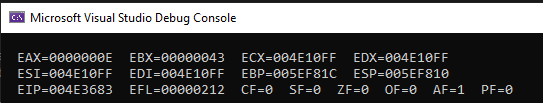 Microsoft Visual Studio Debug Console
EAX=0000000E EBX=00000043 ECX=004E10FF EDX=004E10FF
ESI=004E10FF EDI=004E10FF EBP=005EF81C ESP=005EF810
EIP=004E3683 EFL=00000212 CF=0 SF=0 ZF=0 OF=0 AF=1 PF=0